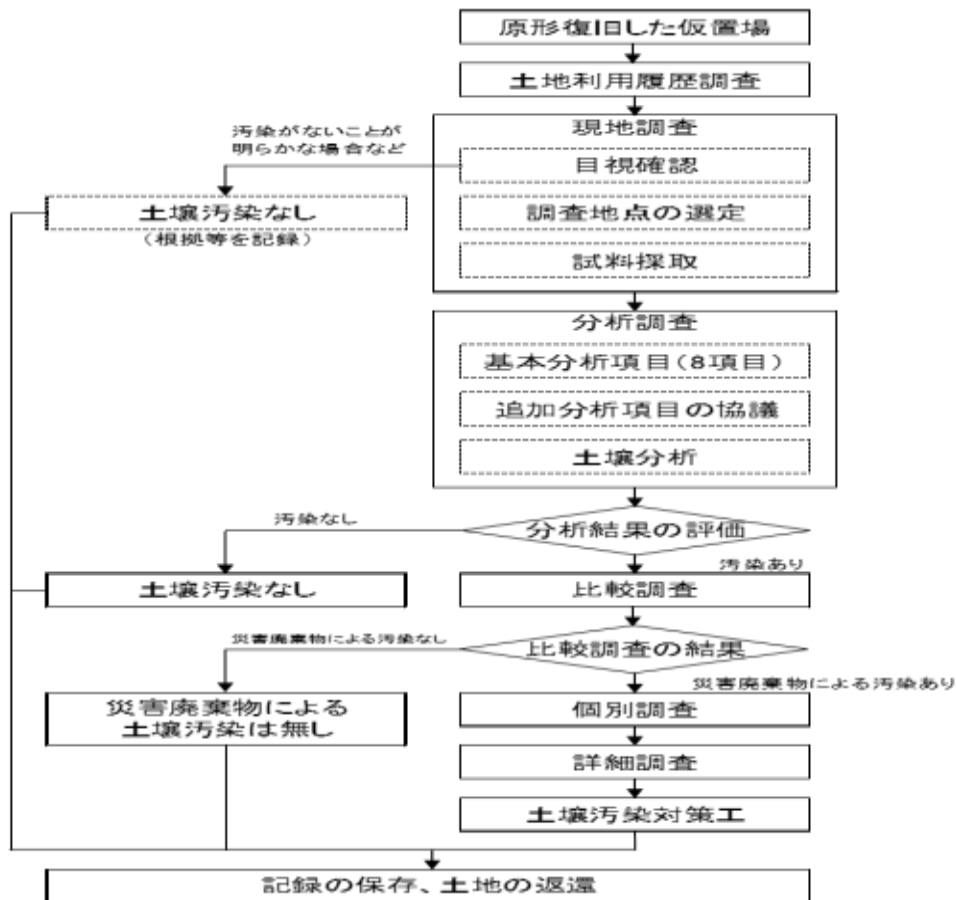 原形復旧した仮置場
土地利用履歴調査
現地調査
汚染がないことが
明らかな場合など
目視確認
土壌汚染なし
(根拠等を記録)
調査地点の選定
試料採取
分析調査
基本分析項目(8項目)
追加分析項目の協議
土壌分析
汚染なし
分析結果の評価
汚染あり
土壌汚染なし
比較調査
災害廃棄物による汚染なし
比較調査の結果
災害廃棄物による汚染あり
災害廃棄物による
土壌汚染は無し
個別調査
詳細調査
土壌汚染対策工
記録の保存、土地の返還